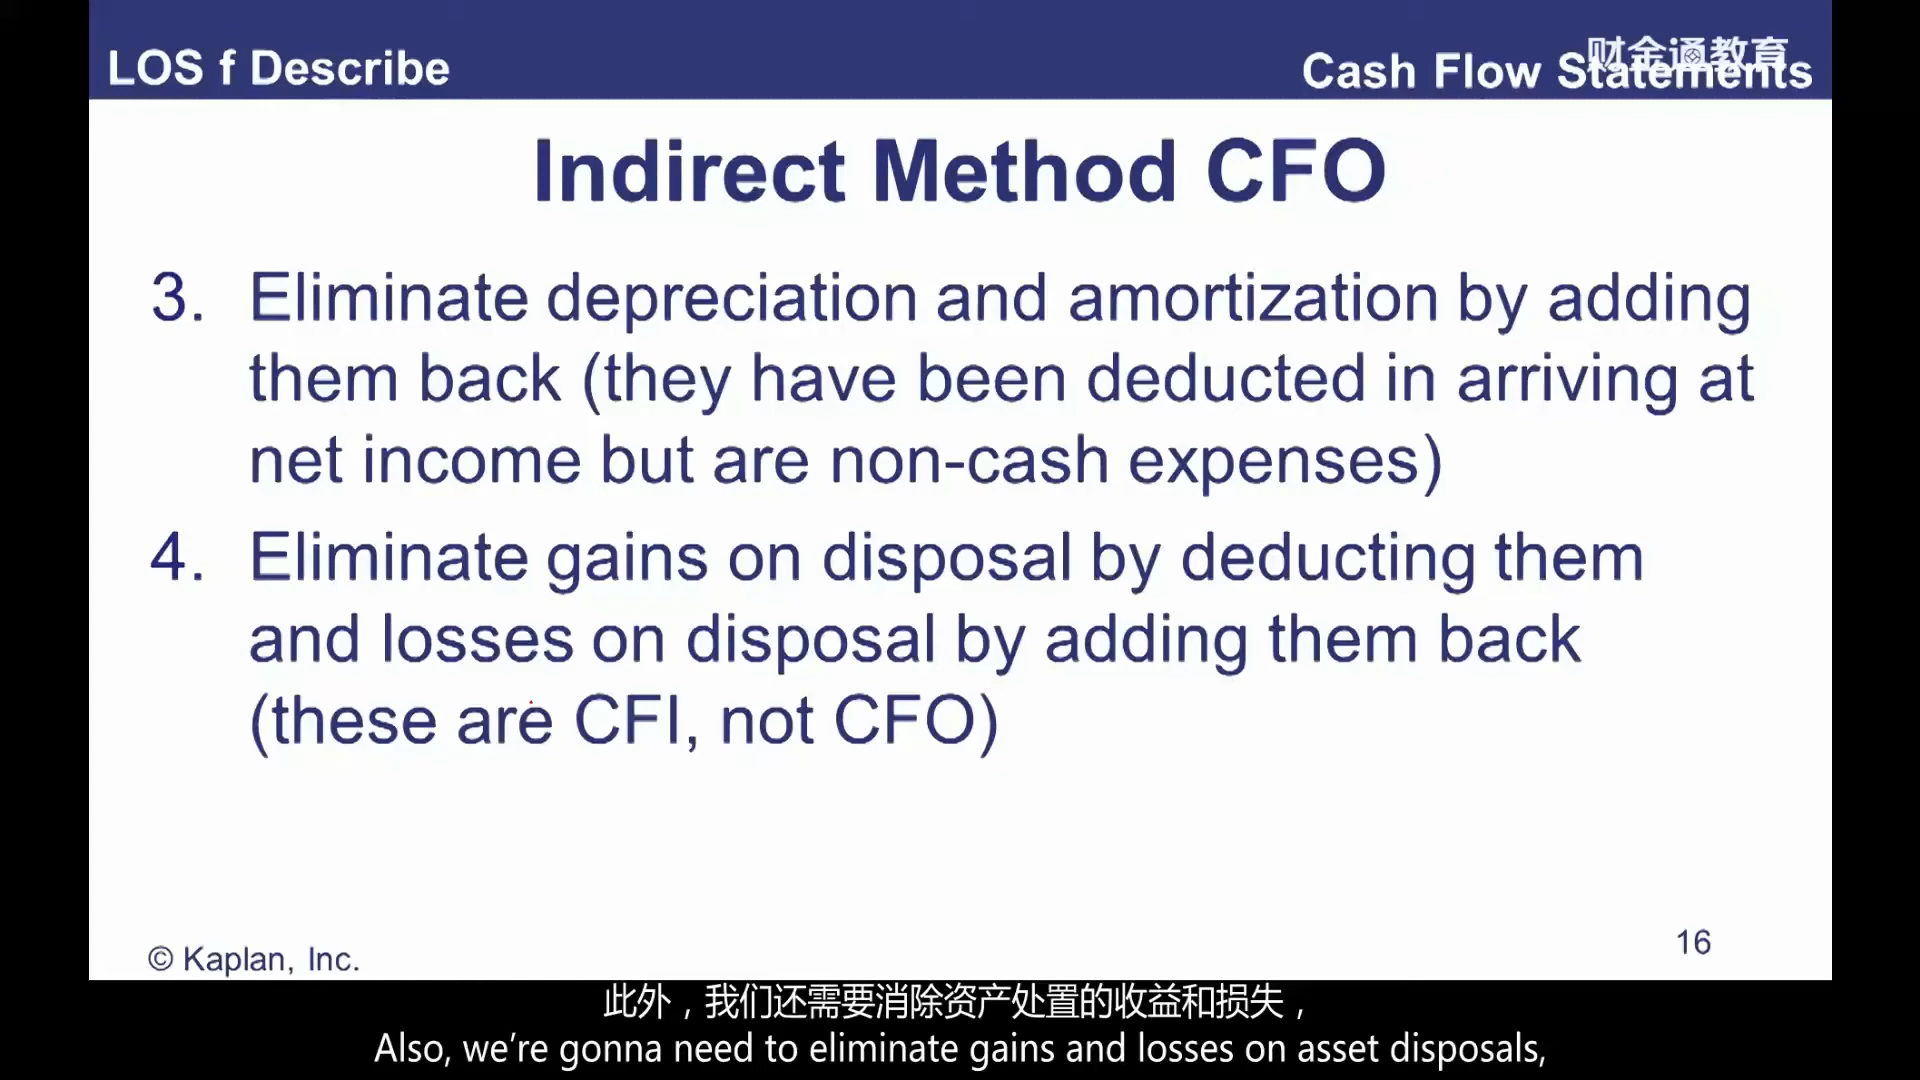 LOS f Describe
财金通教育
Cash Flow Statements
Indirect Method CFO
3. Eliminate depreciation and amortization by adding
them back (they have been deducted in arriving at
net income but are non-cash expenses)
4. Eliminate gains on disposal by deducting them
and losses on disposal by adding them back
(these are CFI, not CFO)
© Kaplan, Inc.
16
此外，我们还需要消除资产处置的收益和损失，
Also, we’re gonna need to eliminate gains and losses on asset disposals,